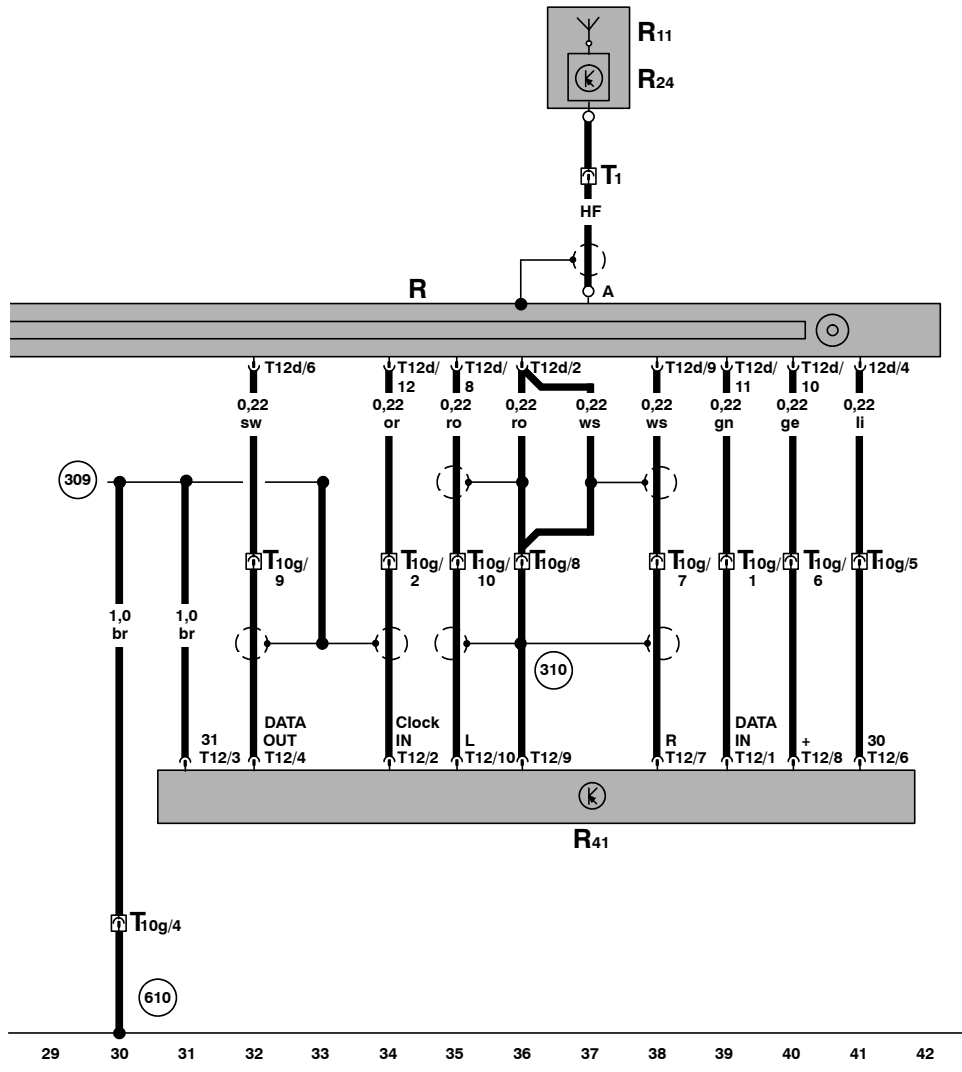 R11
R24
T1
HF
A
R
T12d/6 T12d/12 T12d/8 T12d/2 T12d/9 T12d/11 T12d/10 12d/4
0,22 0,22 0,22 0,22 0,22 0,22 0,22 0,22 0,22
sw or ro ro ws ws gn ge li
309
T10g/9 T10g/2 T10g/10 T10g/8 T10g/7 T10g/1 T10g/6 T10g/5
1,0 1,0
br br
310
31 T12/3
DATA OUT T12/4
Clock IN T12/2
L T12/10
T12/9
R T12/7
DATA IN T12/1
+ T12/8
30 T12/6
R41
T10g/4
610
29 30 31 32 33 34 35 36 37 38 39 40 41 42